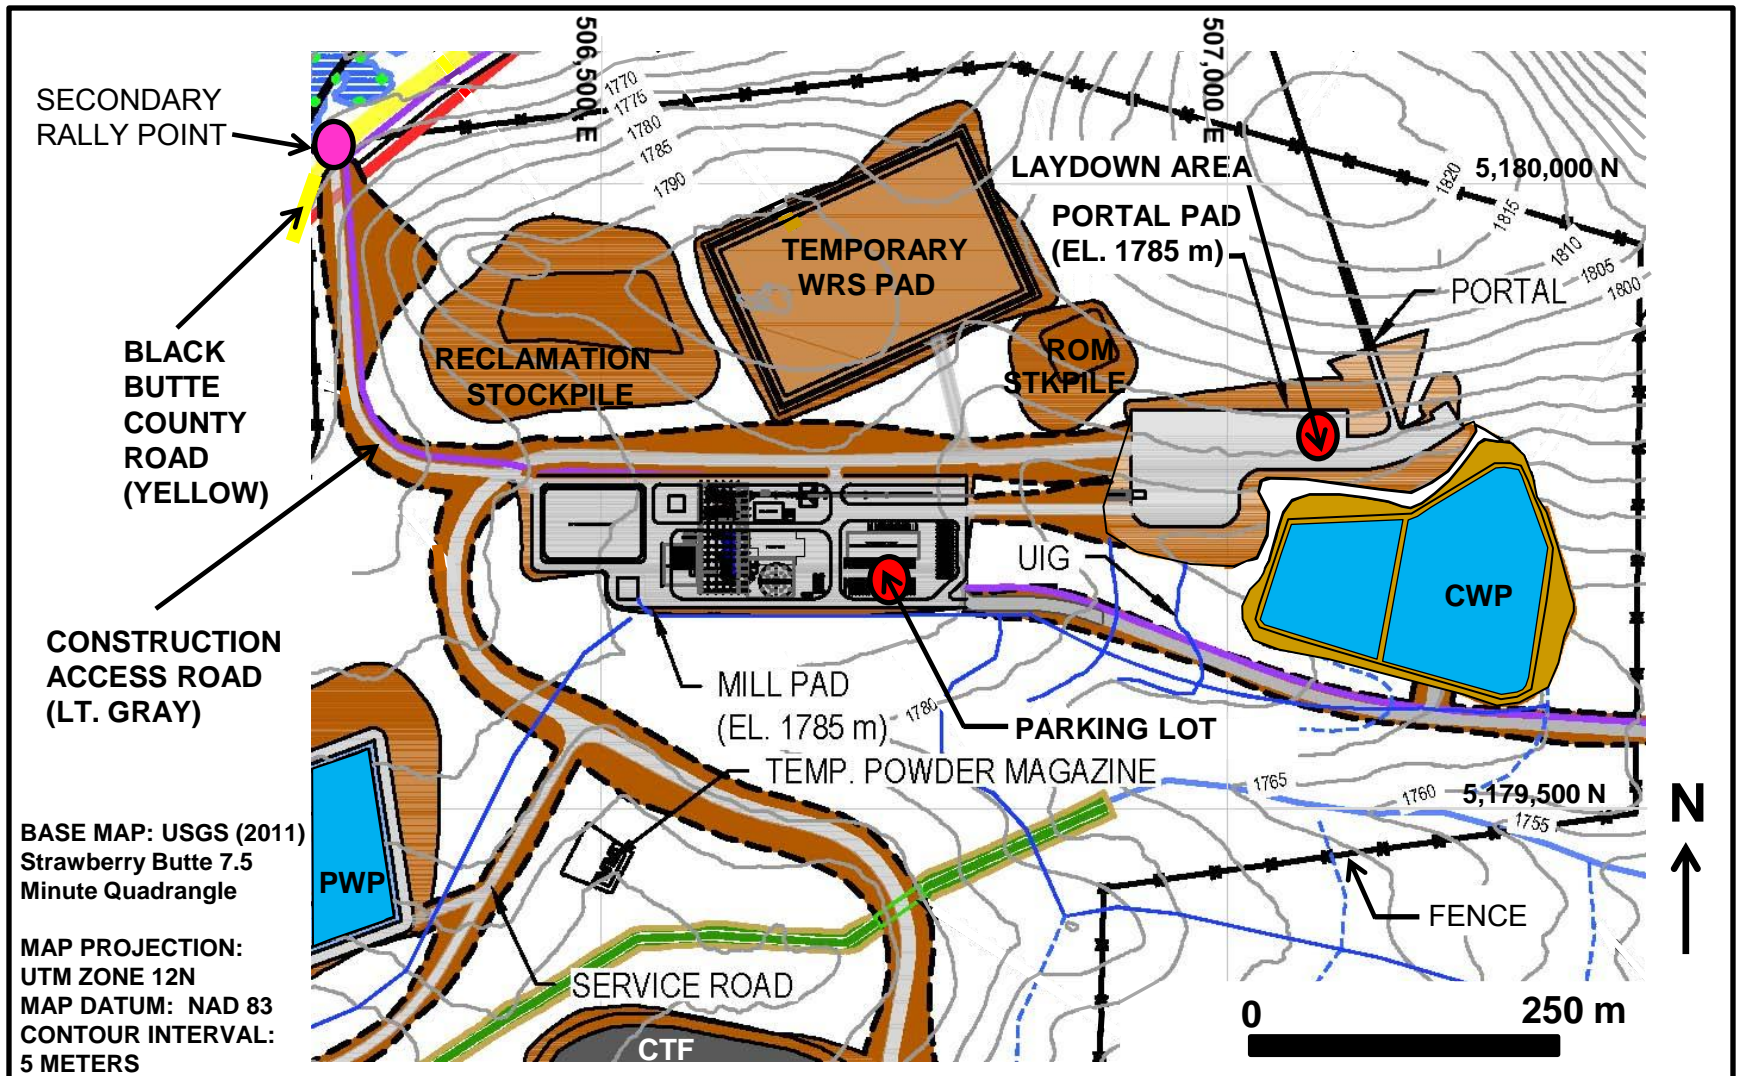 506,500 E
507,000 E
SECONDARY
RALLY POINT
1770
1775
1780
1785
1790
LAYDOWN AREA
PORTAL PAD
(EL. 1785 m)
5,180,000 N
1820
1815
1810
1805
1800
PORTAL
TEMPORARY
WRS PAD
BLACK
BUTTE
COUNTY
ROAD
(YELLOW)
RECLAMATION
STOCKPILE
ROM
STKPILE
UIG
CWP
CONSTRUCTION
ACCESS ROAD
(LT. GRAY)
MILL PAD
(EL. 1785 m)
1780
PARKING LOT
TEMP. POWDER MAGAZINE
1765
1760
5,179,500 N
1755
N
BASE MAP: USGS (2011)
Strawberry Butte 7.5
Minute Quadrangle
PWP
FENCE
MAP PROJECTION:
UTM ZONE 12N
MAP DATUM: NAD 83
CONTOUR INTERVAL:
5 METERS
SERVICE ROAD
CTF
0
250 m